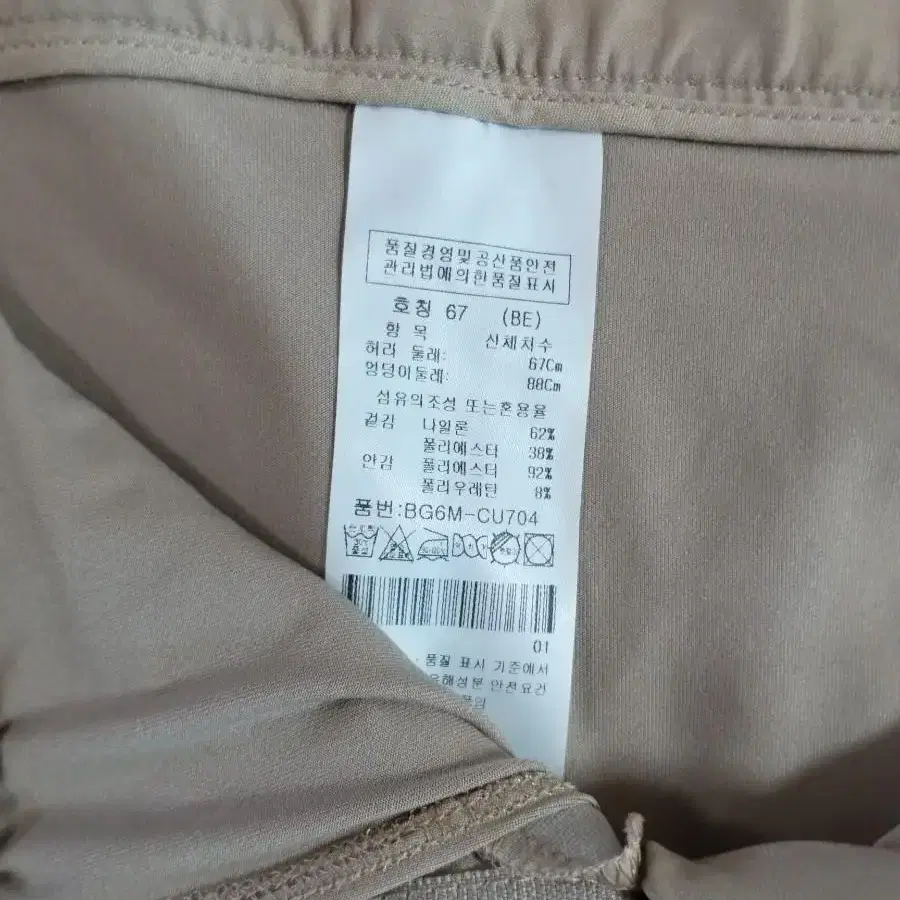 품질경영및공산품안전
관리법에의한품질표시
호칭 67 (BE)
항 목 신체처수
허리 둘래: 67Cm
엉덩이둘레: 88Cm
섬유의조성 또는혼용율
겉감 나일론 62%
폴리에스터 38%
안감 폴리에스터 92%
폴리우레탄 8%
품번:BG6M-CU704
01
품질 표시 기준에서
유해성분 안전요건